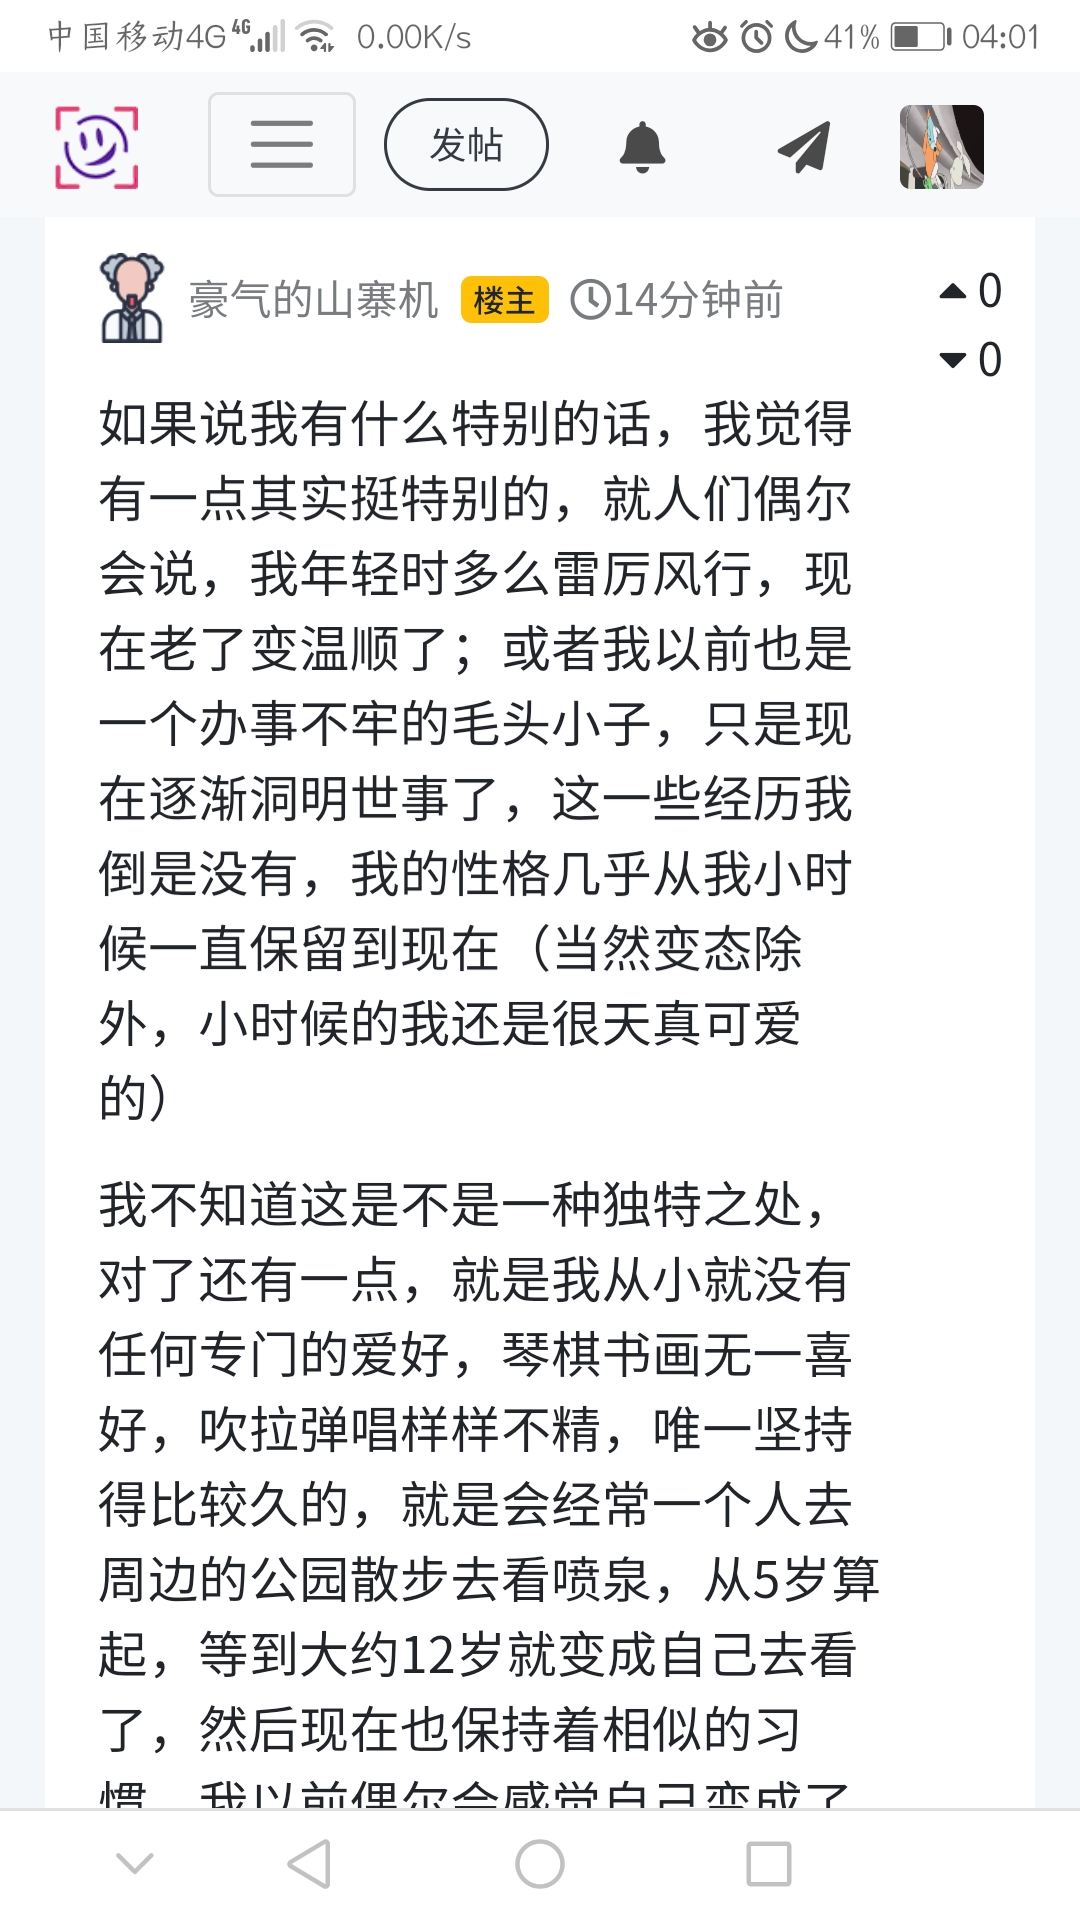 中国移动4G 4G 0.00K/s 41% 04:01
发帖
豪气的山寨机 楼主 14分钟前
0
0
如果说我有什么特别的话，我觉得
有一点其实挺特别的，就人们偶尔
会说，我年轻时多么雷厉风行，现
在老了变温顺了；或者我以前也是
一个办事不牢的毛头小子，只是现
在逐渐洞明世事了，这一些经历我
倒是没有，我的性格几乎从我小时
候一直保留到现在（当然变态除
外，小时候的我还是很天真可爱
的）
我不知道这是不是一种独特之处，
对了还有一点，就是我从小就没有
任何专门的爱好，琴棋书画无一喜
好，吹拉弹唱样样不精，唯一坚持
得比较久的，就是会经常一个人去
周边的公园散步去看喷泉，从5岁算
起，等到大约12岁就变成自己去看
了，然后现在也保持着相似的习
惯，我以前偶尔会感觉自己变成了